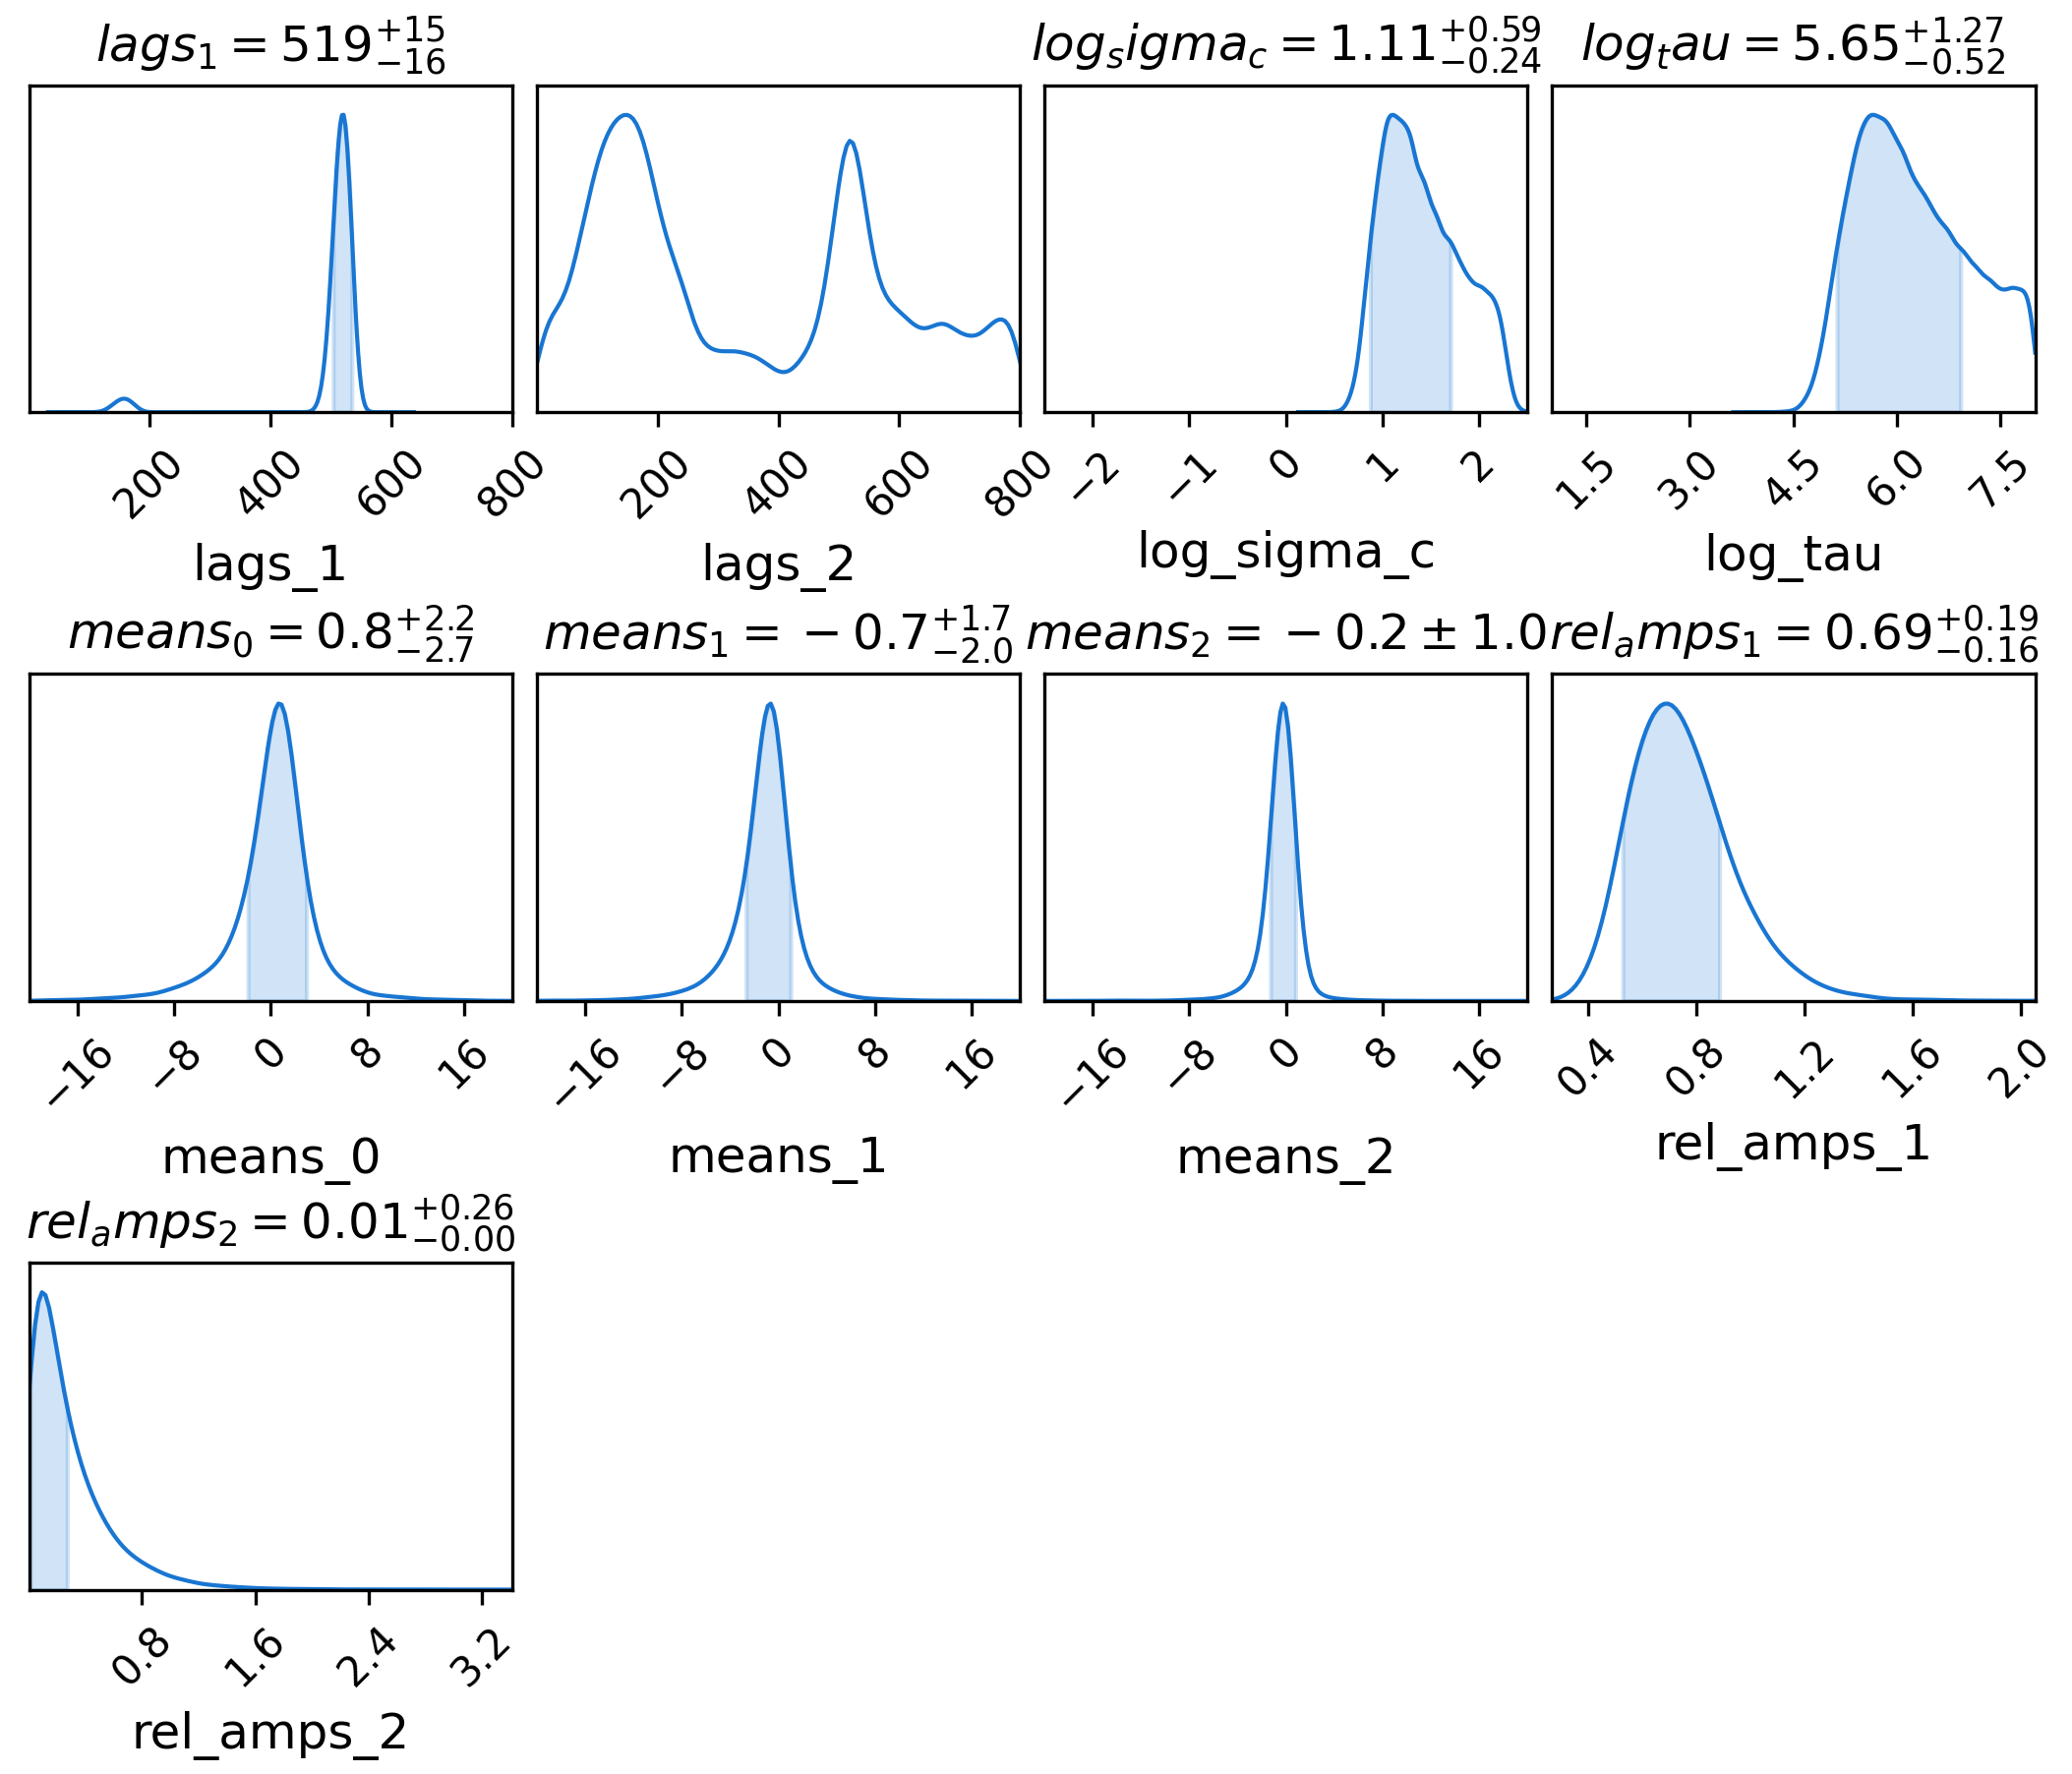 lags₁ = 519⁺¹⁵₋₁₆
log_sigma_c = 1.11⁺⁰·⁵⁹₋₀.₂₄
log_tau = 5.65⁺¹·²⁷₋₀.₅₂
200 400 600 800
200 400 600 800
−2 −1 0 1 2
1.5 3.0 4.5 6.0 7.5
lags_1
lags_2
log_sigma_c
log_tau
means₀ = 0.8⁺²·²₋₂.₇
means₁ = −0.7⁺¹·⁷₋₂.₀
means₂ = −0.2 ± 1.0
relₐmps₁ = 0.69⁺⁰·¹⁹₋₀.₁₆
−16 −8 0 8 16
−16 −8 0 8 16
−16 −8 0 8 16
0.4 0.8 1.2 1.6 2.0
means_0
means_1
means_2
rel_amps_1
relₐmps₂ = 0.01⁺⁰·²⁶₋₀.₀₀
0.8 1.6 2.4 3.2
rel_amps_2